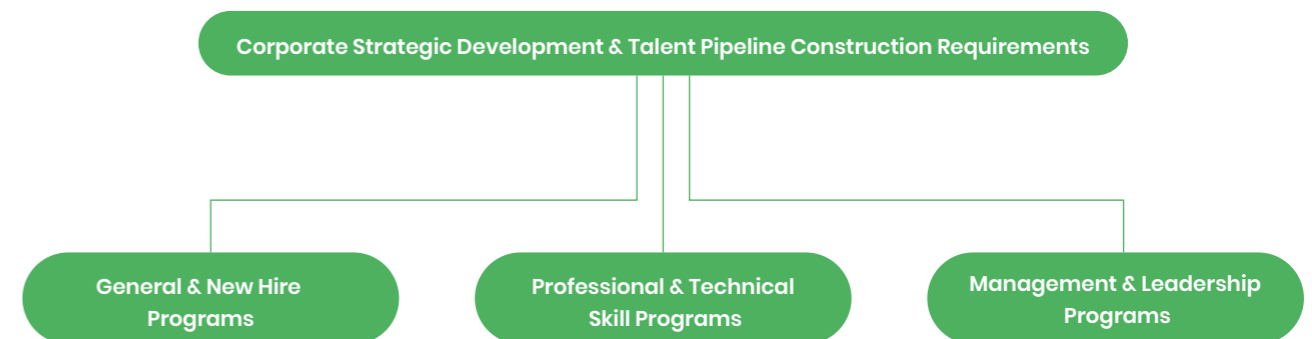 Corporate Strategic Development & Talent Pipeline Construction Requirements
General & New Hire
Programs
Professional & Technical
Skill Programs
Management & Leadership
Programs